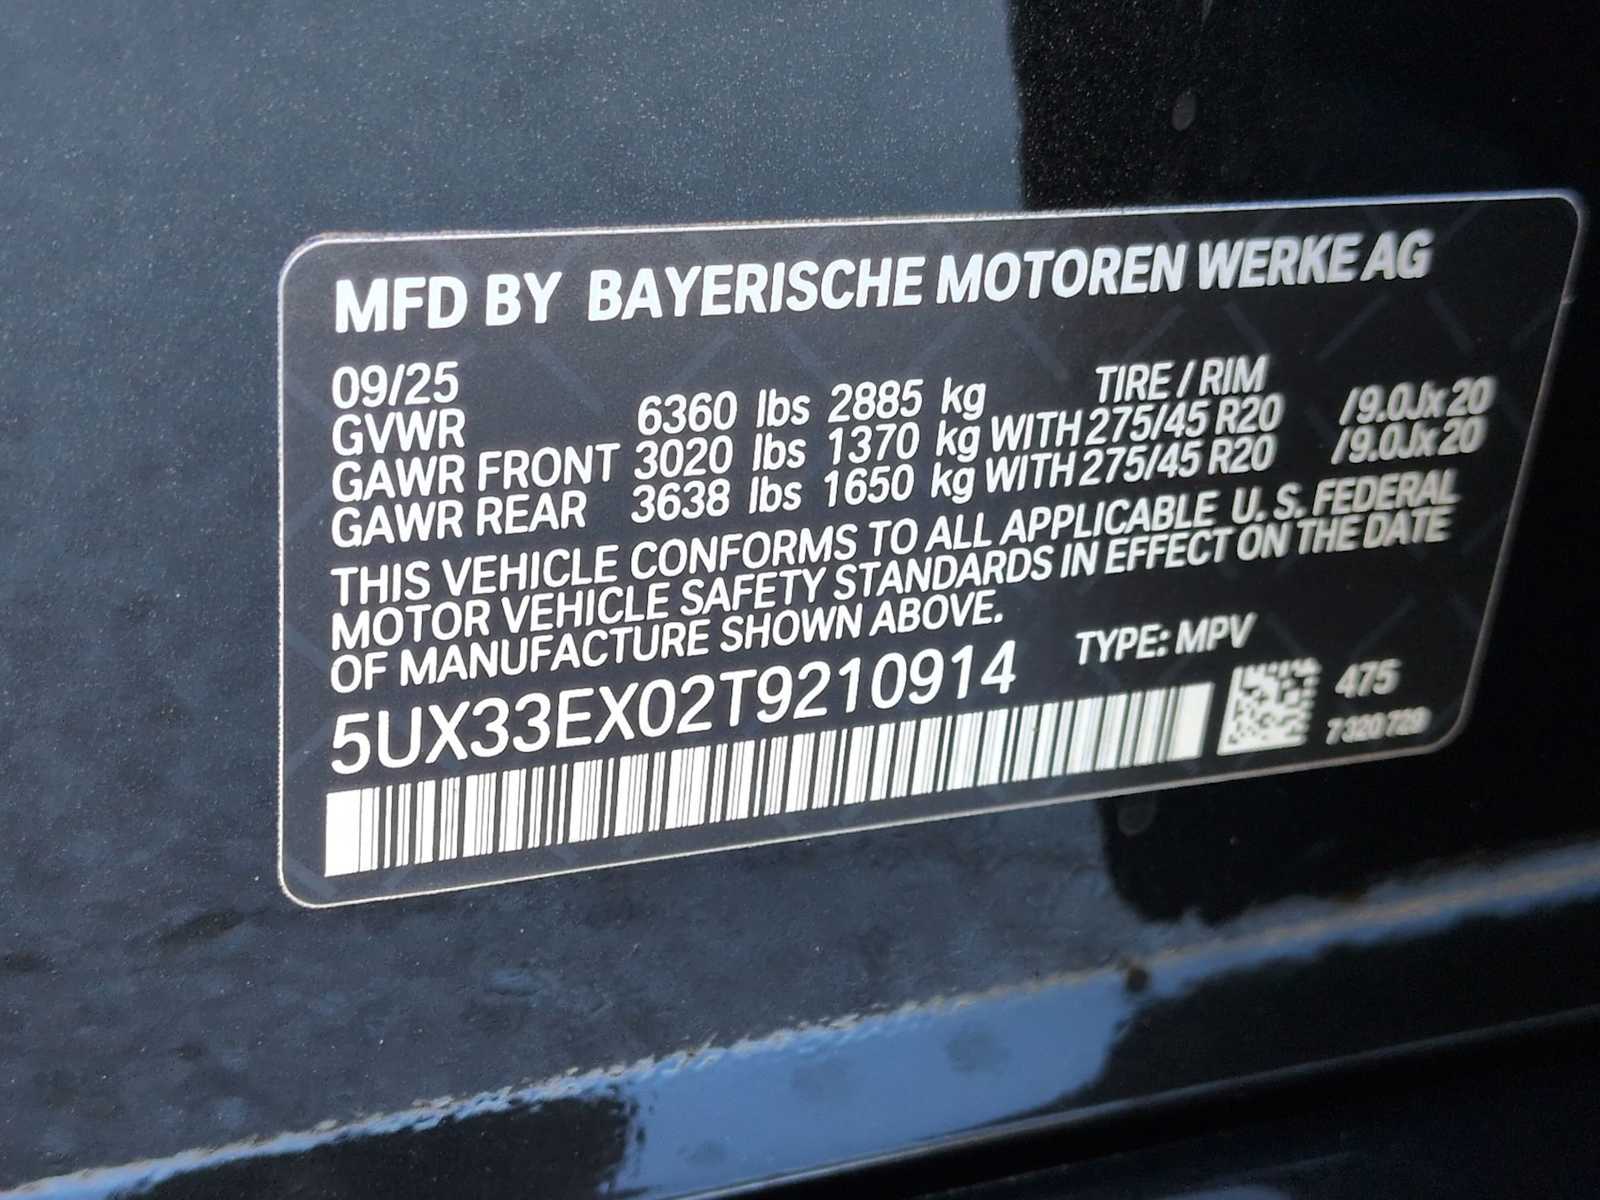 MFD BY BAYERISCHE MOTOREN WERKE AG
09/25 TIRE / RIM
GVWR 6360 lbs 2885 kg
GAWR FRONT 3020 lbs 1370 kg WITH 275/45 R20 /9.0Jx20
GAWR REAR 3638 lbs 1650 kg WITH 275/45 R20 /9.0Jx20
THIS VEHICLE CONFORMS TO ALL APPLICABLE U.S. FEDERAL
MOTOR VEHICLE SAFETY STANDARDS IN EFFECT ON THE DATE
OF MANUFACTURE SHOWN ABOVE.
5UX33EX02T9210914 TYPE: MPV
475
7 320 728